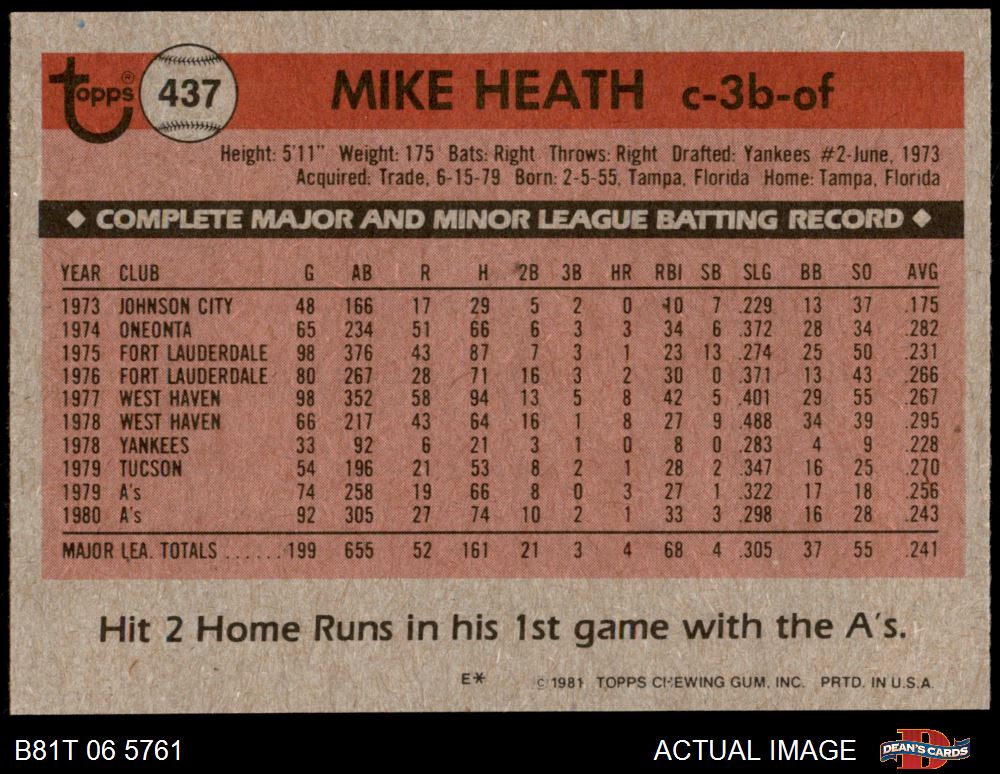 Topps® 437 MIKE HEATH c-3b-of
Height: 5'11" Weight: 175 Bats: Right Throws: Right Drafted: Yankees #2-June, 1973
Acquired: Trade, 6-15-79 Born: 2-5-55, Tampa, Florida Home: Tampa, Florida
◆ COMPLETE MAJOR AND MINOR LEAGUE BATTING RECORD ◆
YEAR CLUB G AB R H 2B 3B HR RBI SB SLG BB SO AVG
1973 JOHNSON CITY 48 166 17 29 5 2 0 10 7 .229 13 37 .175
1974 ONEONTA 65 234 51 66 6 3 3 34 6 .372 28 34 .282
1975 FORT LAUDERDALE 98 376 43 87 7 3 1 23 13 .274 25 50 .231
1976 FORT LAUDERDALE 80 267 28 71 16 3 2 30 0 .371 13 43 .266
1977 WEST HAVEN 98 352 58 94 13 5 8 42 5 .401 29 55 .267
1978 WEST HAVEN 66 217 43 64 16 1 8 27 9 .488 34 39 .295
1978 YANKEES 33 92 6 21 3 1 0 8 0 .283 4 9 .228
1979 TUCSON 54 196 21 53 8 2 1 28 2 .347 16 25 .270
1979 A's 74 258 19 66 8 0 3 27 1 .322 17 18 .256
1980 A's 92 305 27 74 10 2 1 33 3 .298 16 28 .243
MAJOR LEA. TOTALS ......199 655 52 161 21 3 4 68 4 .305 37 55 .241
Hit 2 Home Runs in his 1st game with the A's.
E* © 1981 TOPPS CHEWING GUM, INC. PRTD. IN U.S.A.
B81T 06 5761 ACTUAL IMAGE DEAN'S CARDS